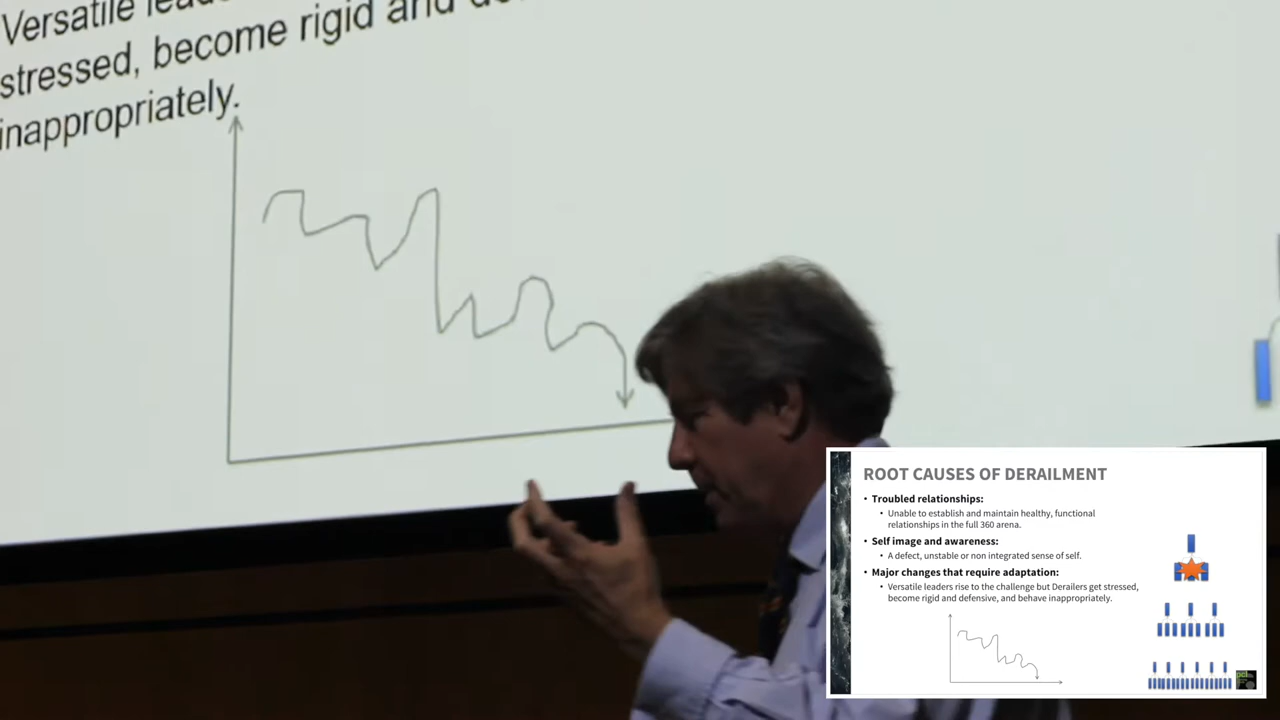 Versatile
stressed, become rigid and
inappropriately.
ROOT CAUSES OF DERAILMENT
• Troubled relationships:
• Unable to establish and maintain healthy, functional
relationships in the full 360 arena.
• Self image and awareness:
• A defect, unstable or non integrated sense of self.
• Major changes that require adaptation:
• Versatile leaders rise to the challenge but Derailers get stressed,
become rigid and defensive, and behave inappropriately.